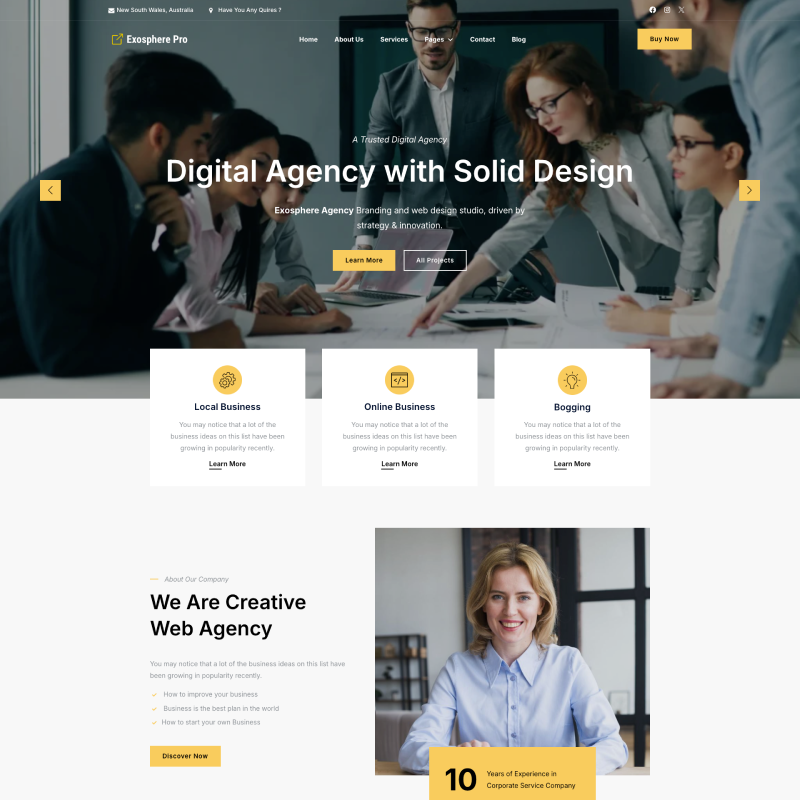 New South Wales, Australia
Have You Any Quires ?
Exosphere Pro
Home
About Us
Services
Pages
Contact
Blog
Buy Now
A Trusted Digital Agency
Digital Agency with Solid Design
Exosphere Agency Branding and web design studio, driven by
strategy & innovation.
Learn More
All Projects
</>
Local Business
You may notice that a lot of the
business ideas on this list have been
growing in popularity recently.
Learn More
Online Business
You may notice that a lot of the
business ideas on this list have been
growing in popularity recently.
Learn More
Bogging
You may notice that a lot of the
business ideas on this list have been
growing in popularity recently.
Learn More
About Our Company
We Are Creative
Web Agency
You may notice that a lot of the business ideas on this list have
been growing in popularity recently.
How to improve your business
Business is the best plan in the world
How to start your own Business
Discover Now
10
Years of Experience in
Corporate Service Company